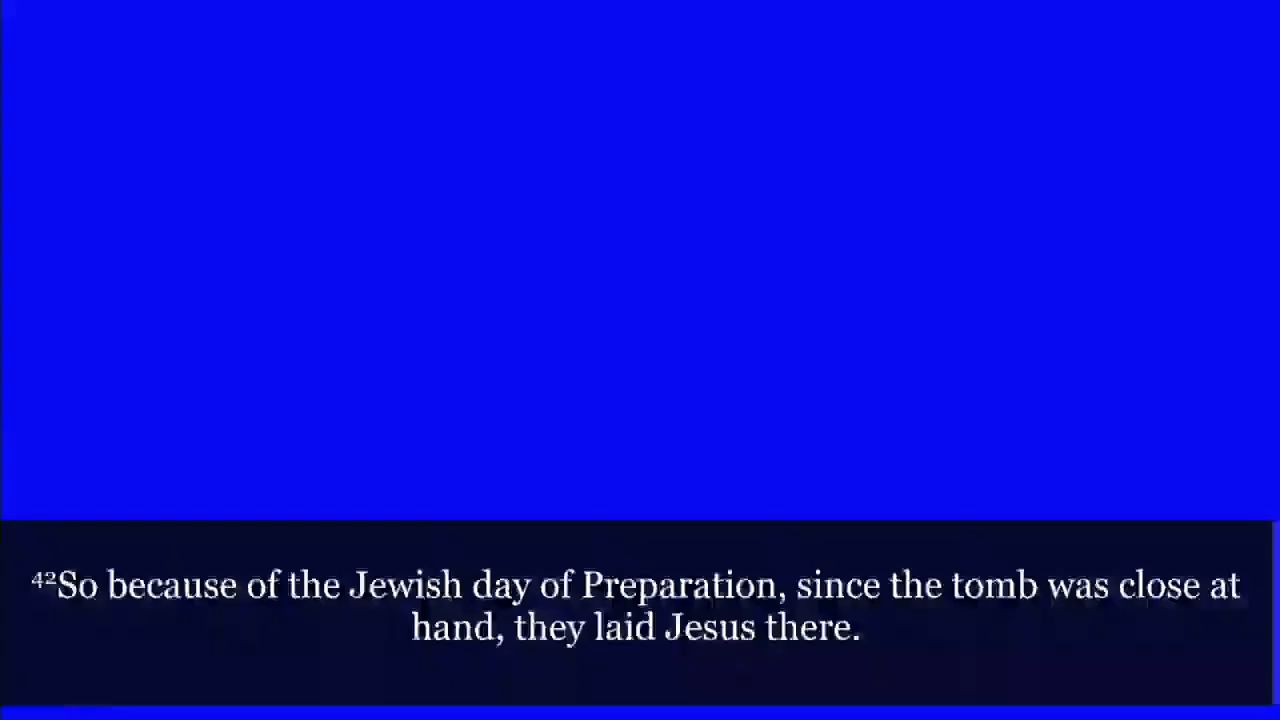 ⁴²So because of the Jewish day of Preparation, since the tomb was close at
hand, they laid Jesus there.